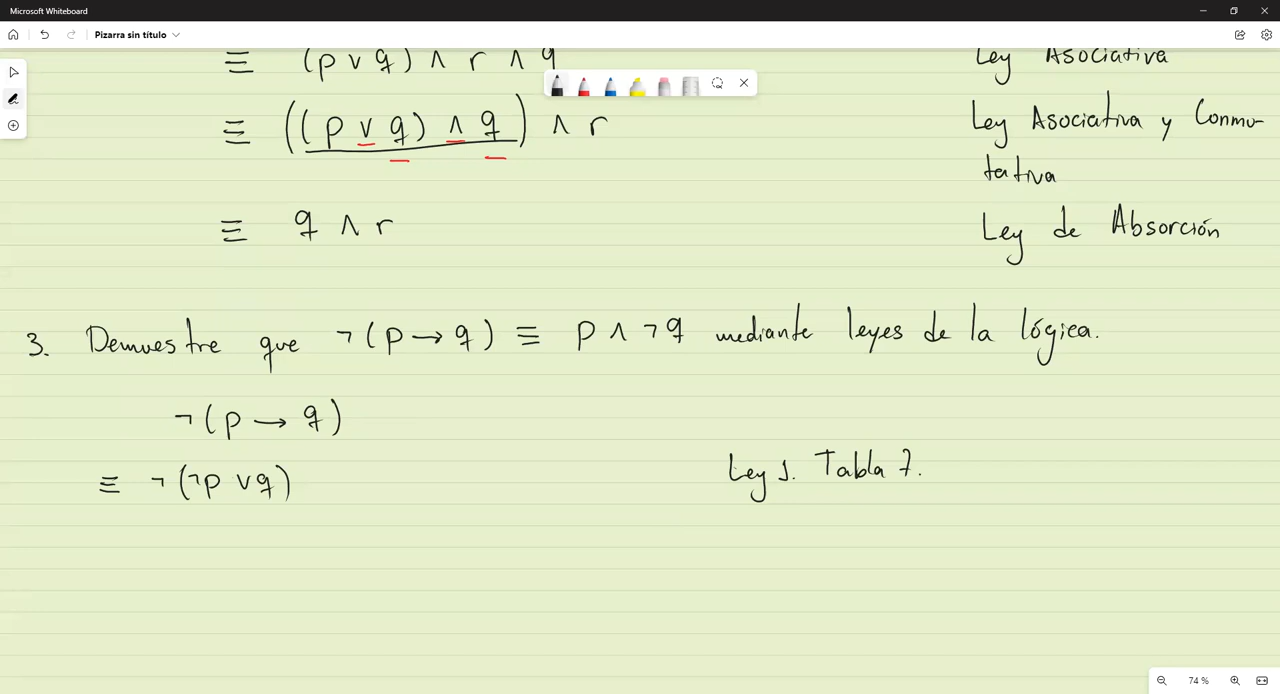 Microsoft Whiteboard
Pizarra sin título
≡ (p ∨ q) ∧ r ∧ q Ley Asociativa
≡ ((p ∨ q) ∧ q) ∧ r Ley Asociativa y Conmu-
tativa
≡ q ∧ r Ley de Absorción
3. Demuestre que ¬(p → q) ≡ p ∧ ¬q mediante leyes de la lógica.
¬(p → q)
≡ ¬(¬p ∨ q) Ley 1. Tabla 7.
74 %